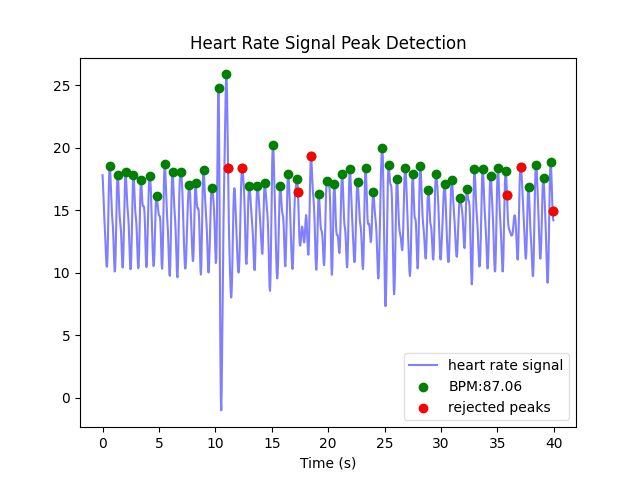 Heart Rate Signal Peak Detection
25
20
15
10
5
0
heart rate signal
BPM:87.06
rejected peaks
0 5 10 15 20 25 30 35 40
Time (s)